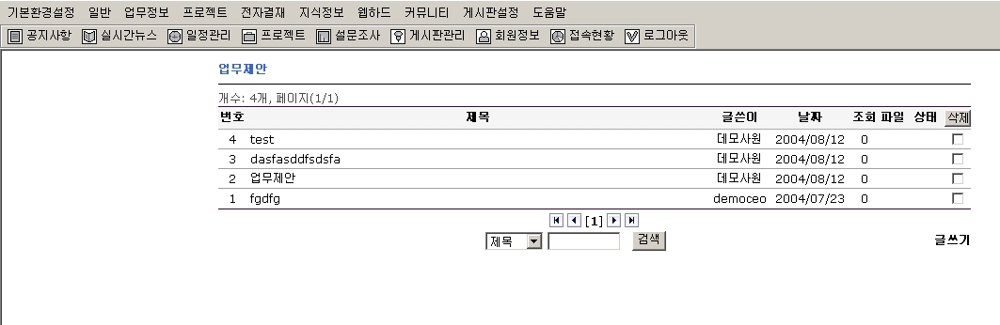 기본환경설정 일반 업무정보 프로젝트 전자결재 지식정보 웹하드 커뮤니티 게시판설정 도움말
공지사항 실시간뉴스 일정관리 프로젝트 설문조사 게시판관리 회원정보 접속현황 로그아웃
업무제안
개수: 4개, 페이지(1/1)
번호 제목 글쓴이 날짜 조회 파일 상태 삭제
4 test 데모사원 2004/08/12 0
3 dasfasddfsdsfa 데모사원 2004/08/12 0
2 업무제안 데모사원 2004/08/12 0
1 fgdfg democeo 2004/07/23 0
[1]
제목 검색 글쓰기